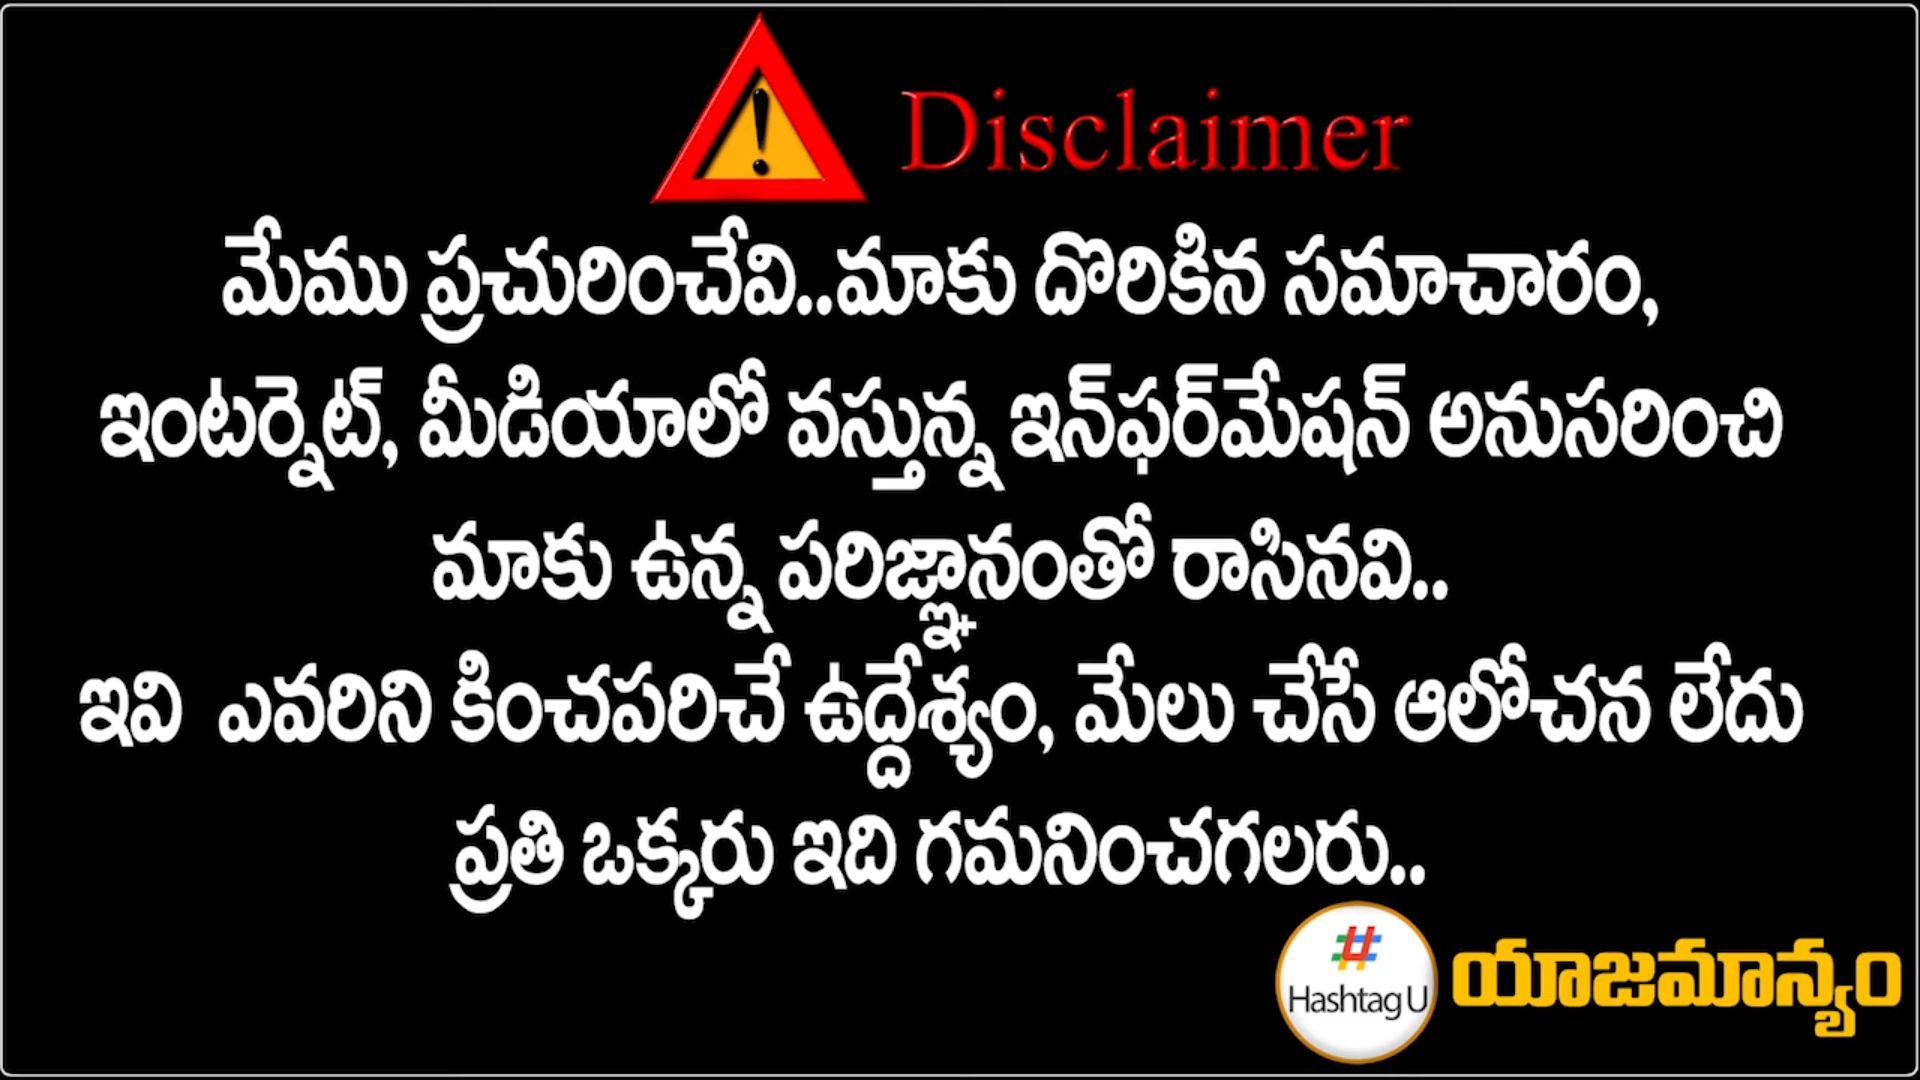 Disclaimer
మేము ప్రచురించేవి..మాకు దొరికిన సమాచారం,
ఇంటర్నెట్, మీడియాలో వస్తున్న ఇన్‌ఫర్‌మేషన్ అనుసరించి
మాకు ఉన్న పరిజ్ఞానంతో రాసినవి..
ఇవి ఎవరిని కించపరిచే ఉద్దేశ్యం, మేలు చేసే ఆలోచన లేదు
ప్రతి ఒక్కరు ఇది గమనించగలరు..
# Hashtag U యాజమాన్యం